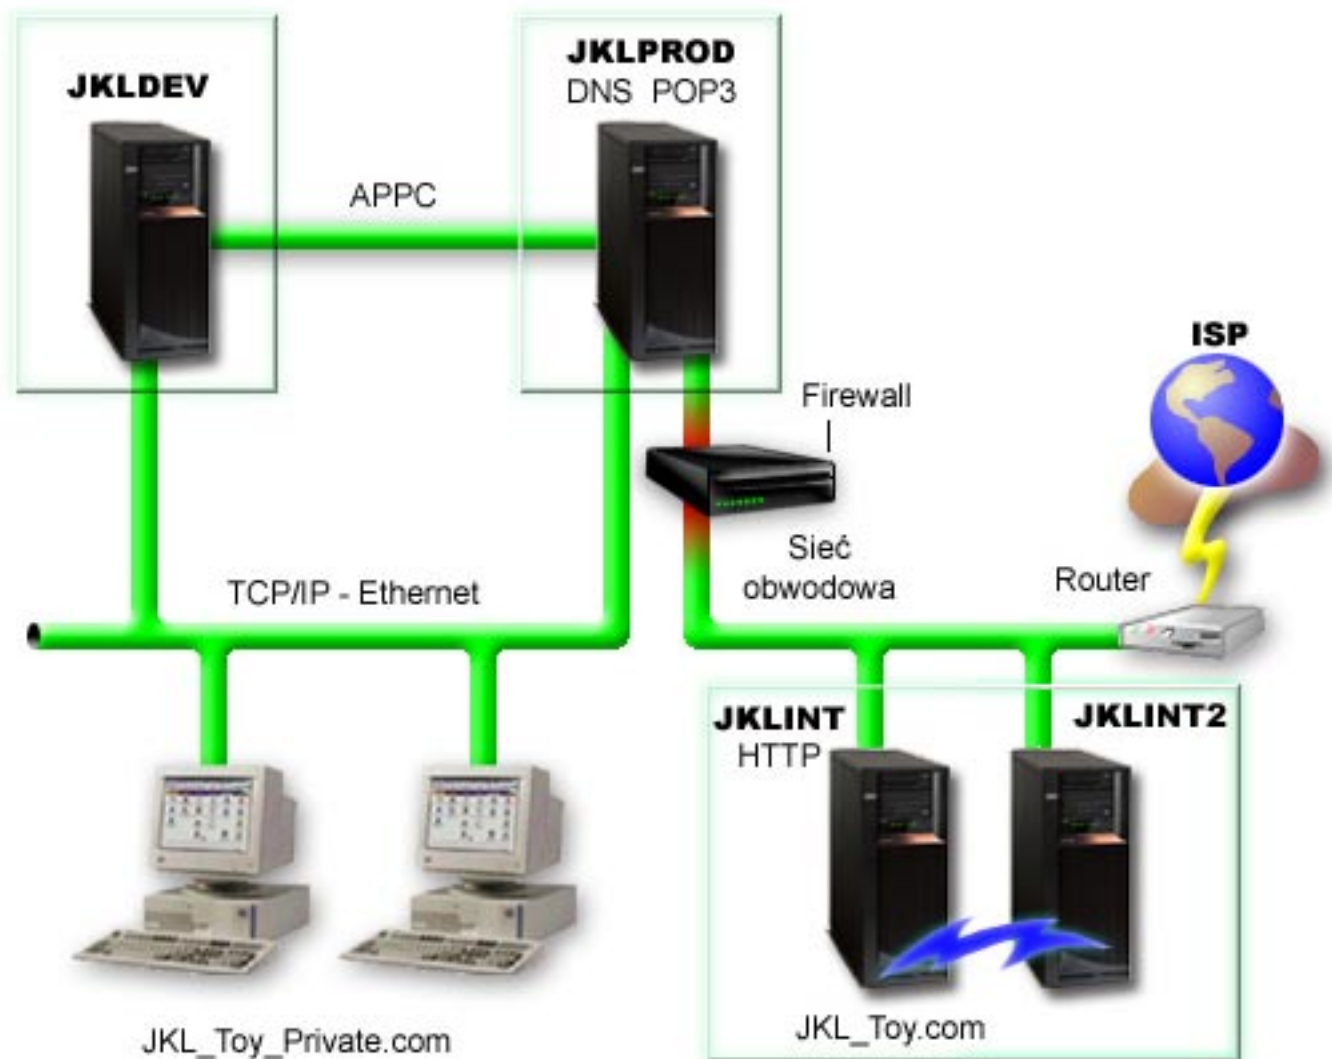 JKLDEV
JKLPROD
DNS POP3
APPC
ISP
Firewall
Sieć
obwodowa
Router
TCP/IP - Ethernet
JKLINT
HTTP
JKLINT2
JKL_Toy.com
JKL_Toy_Private.com